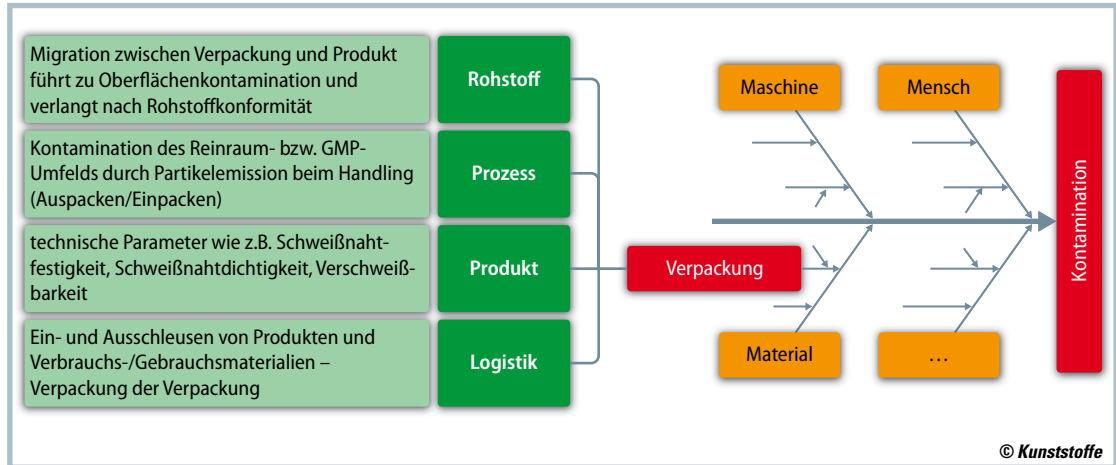 Migration zwischen Verpackung und Produkt
führt zu Oberflächenkontamination und
verlangt nach Rohstoffkonformität
Rohstoff
Kontamination des Reinraum- bzw. GMP-
Umfelds durch Partikelemission beim Handling
(Auspacken/Einpacken)
Prozess
technische Parameter wie z.B. Schweißnaht-
festigkeit, Schweißnahtdichtigkeit, Verschweiß-
barkeit
Produkt
Ein- und Ausschleusen von Produkten und
Verbrauchs-/Gebrauchsmaterialien –
Verpackung der Verpackung
Logistik
Verpackung
Maschine
Mensch
Material
…
Kontamination
© Kunststoffe